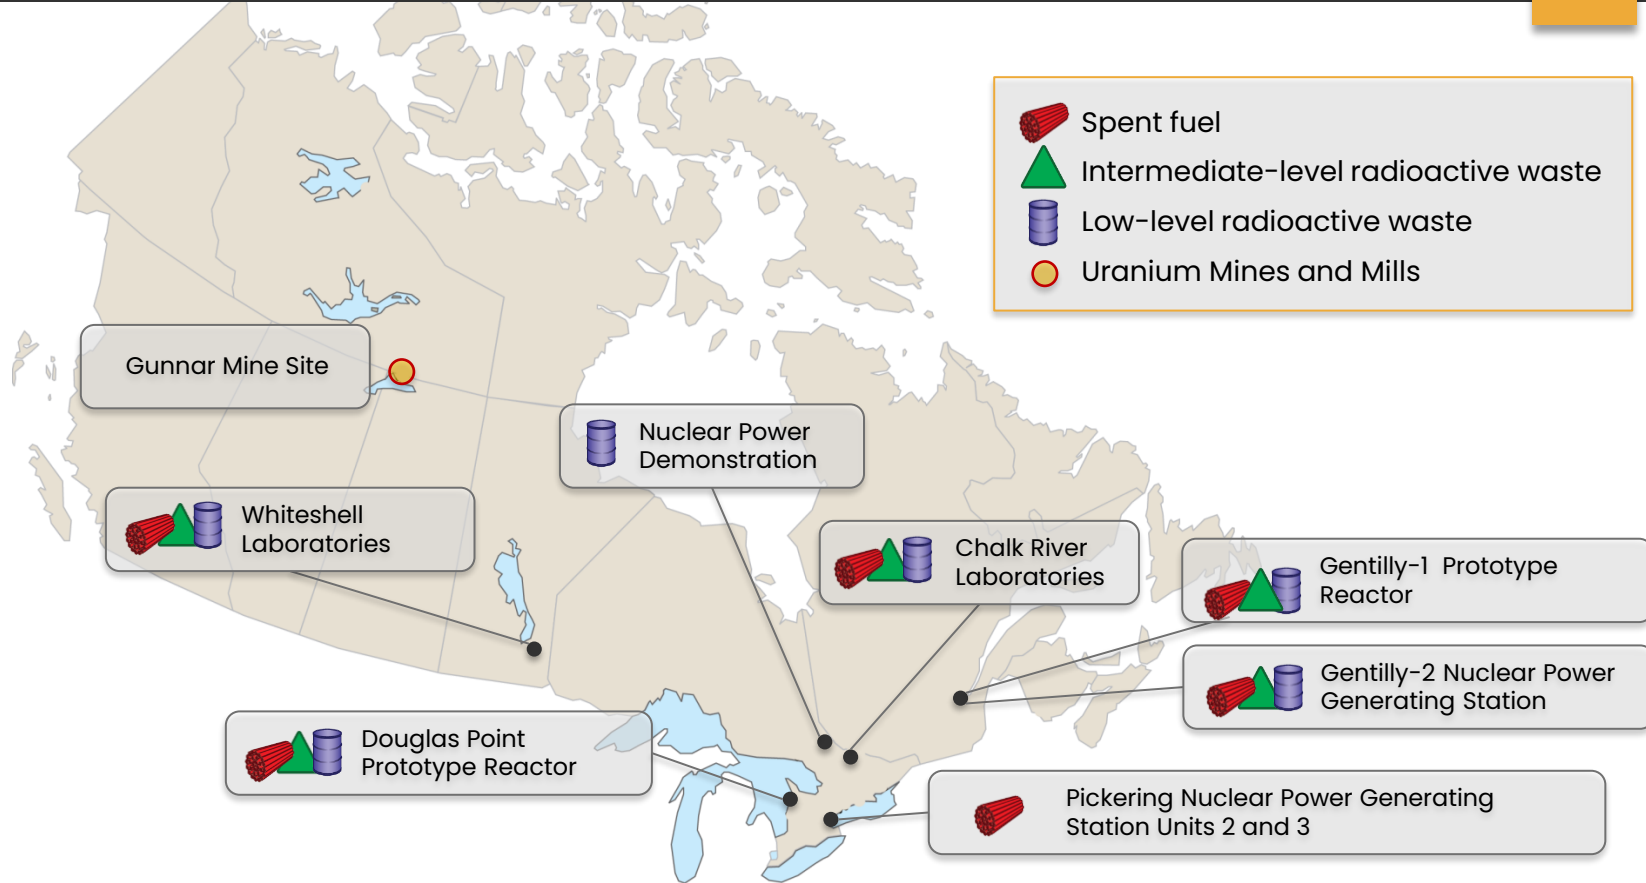 Spent fuel
Intermediate-level radioactive waste
Low-level radioactive waste
Uranium Mines and Mills
Gunnar Mine Site
Nuclear Power
Demonstration
Whiteshell
Laboratories
Chalk River
Laboratories
Gentilly-1 Prototype
Reactor
Gentilly-2 Nuclear Power
Generating Station
Douglas Point
Prototype Reactor
Pickering Nuclear Power Generating
Station Units 2 and 3